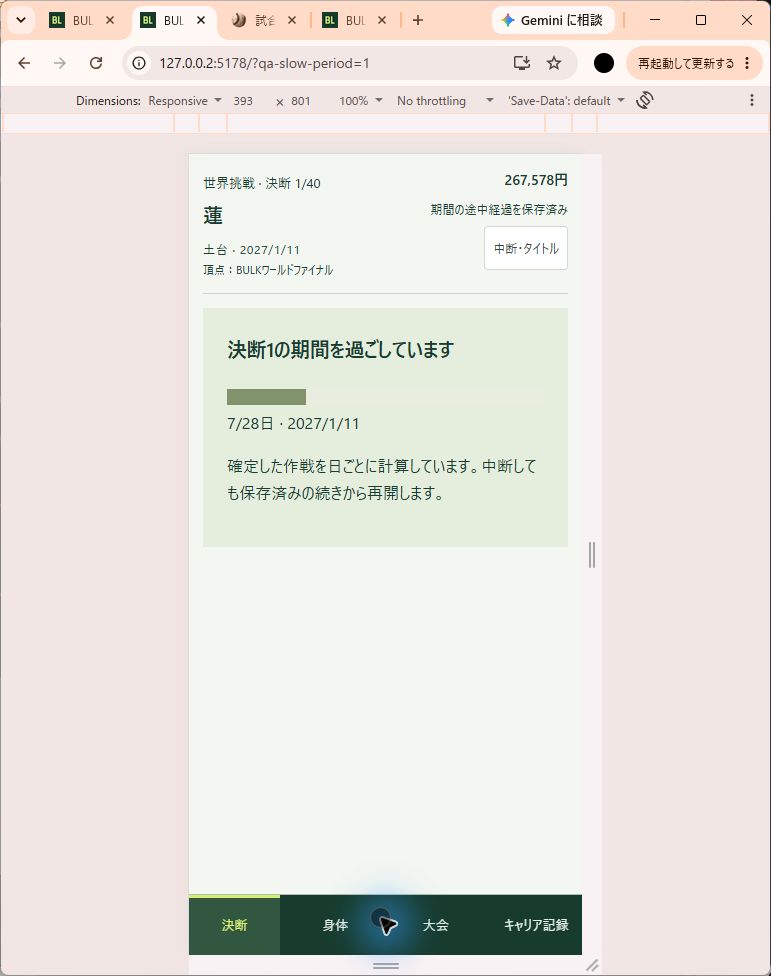 BL BUL
BL BUL
試合
BL BUL
Gemini に相談
127.0.0.2:5178/?qa-slow-period=1
再起動して更新する
Dimensions: Responsive 393 × 801 100% No throttling 'Save-Data': default
世界挑戦 · 決断 1/40
267,578円
蓮
期間の途中経過を保存済み
中断・タイトル
土台 · 2027/1/11
頂点：BULKワールドファイナル
決断1の期間を過ごしています
7/28日 · 2027/1/11
確定した作戦を日ごとに計算しています。中断して
も保存済みの続きから再開します。
決断 身体 大会 キャリア記録